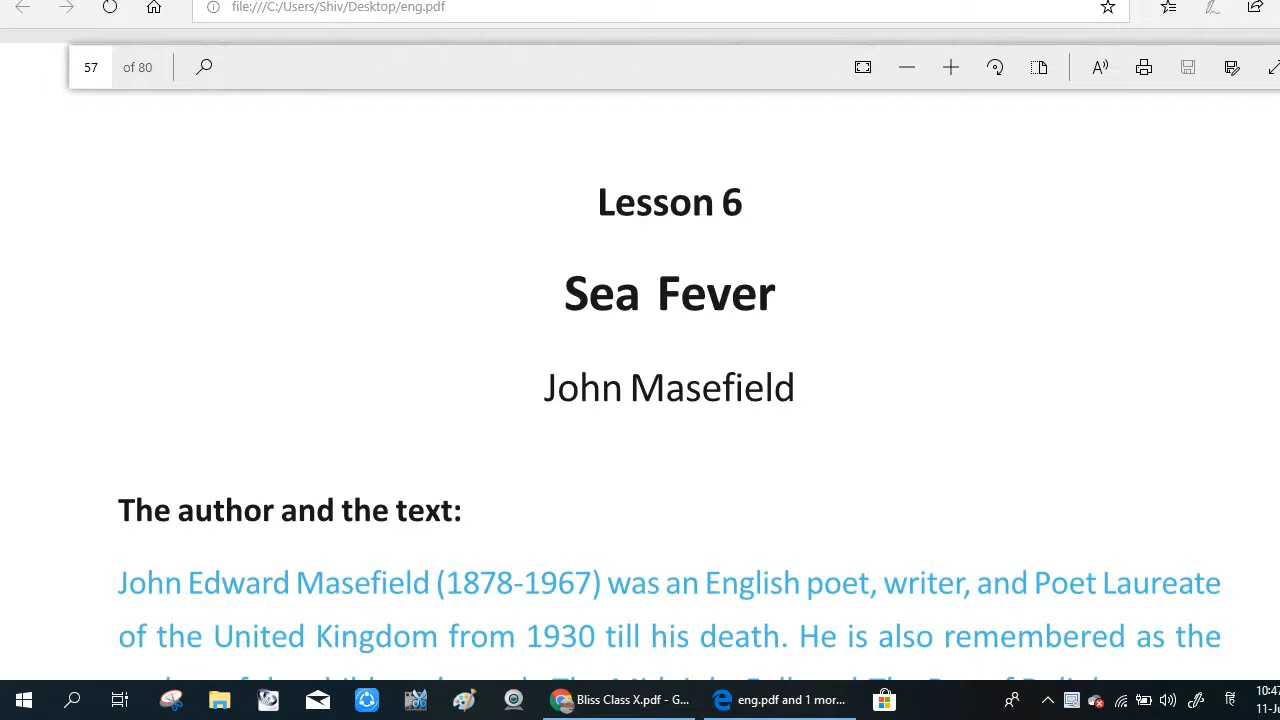 file:///C:/Users/Shiv/Desktop/eng.pdf
57 of 80
Lesson 6
Sea Fever
John Masefield
The author and the text:
John Edward Masefield (1878-1967) was an English poet, writer, and Poet Laureate
of the United Kingdom from 1930 till his death. He is also remembered as the
Bliss Class X.pdf - G...
eng.pdf and 1 mor...